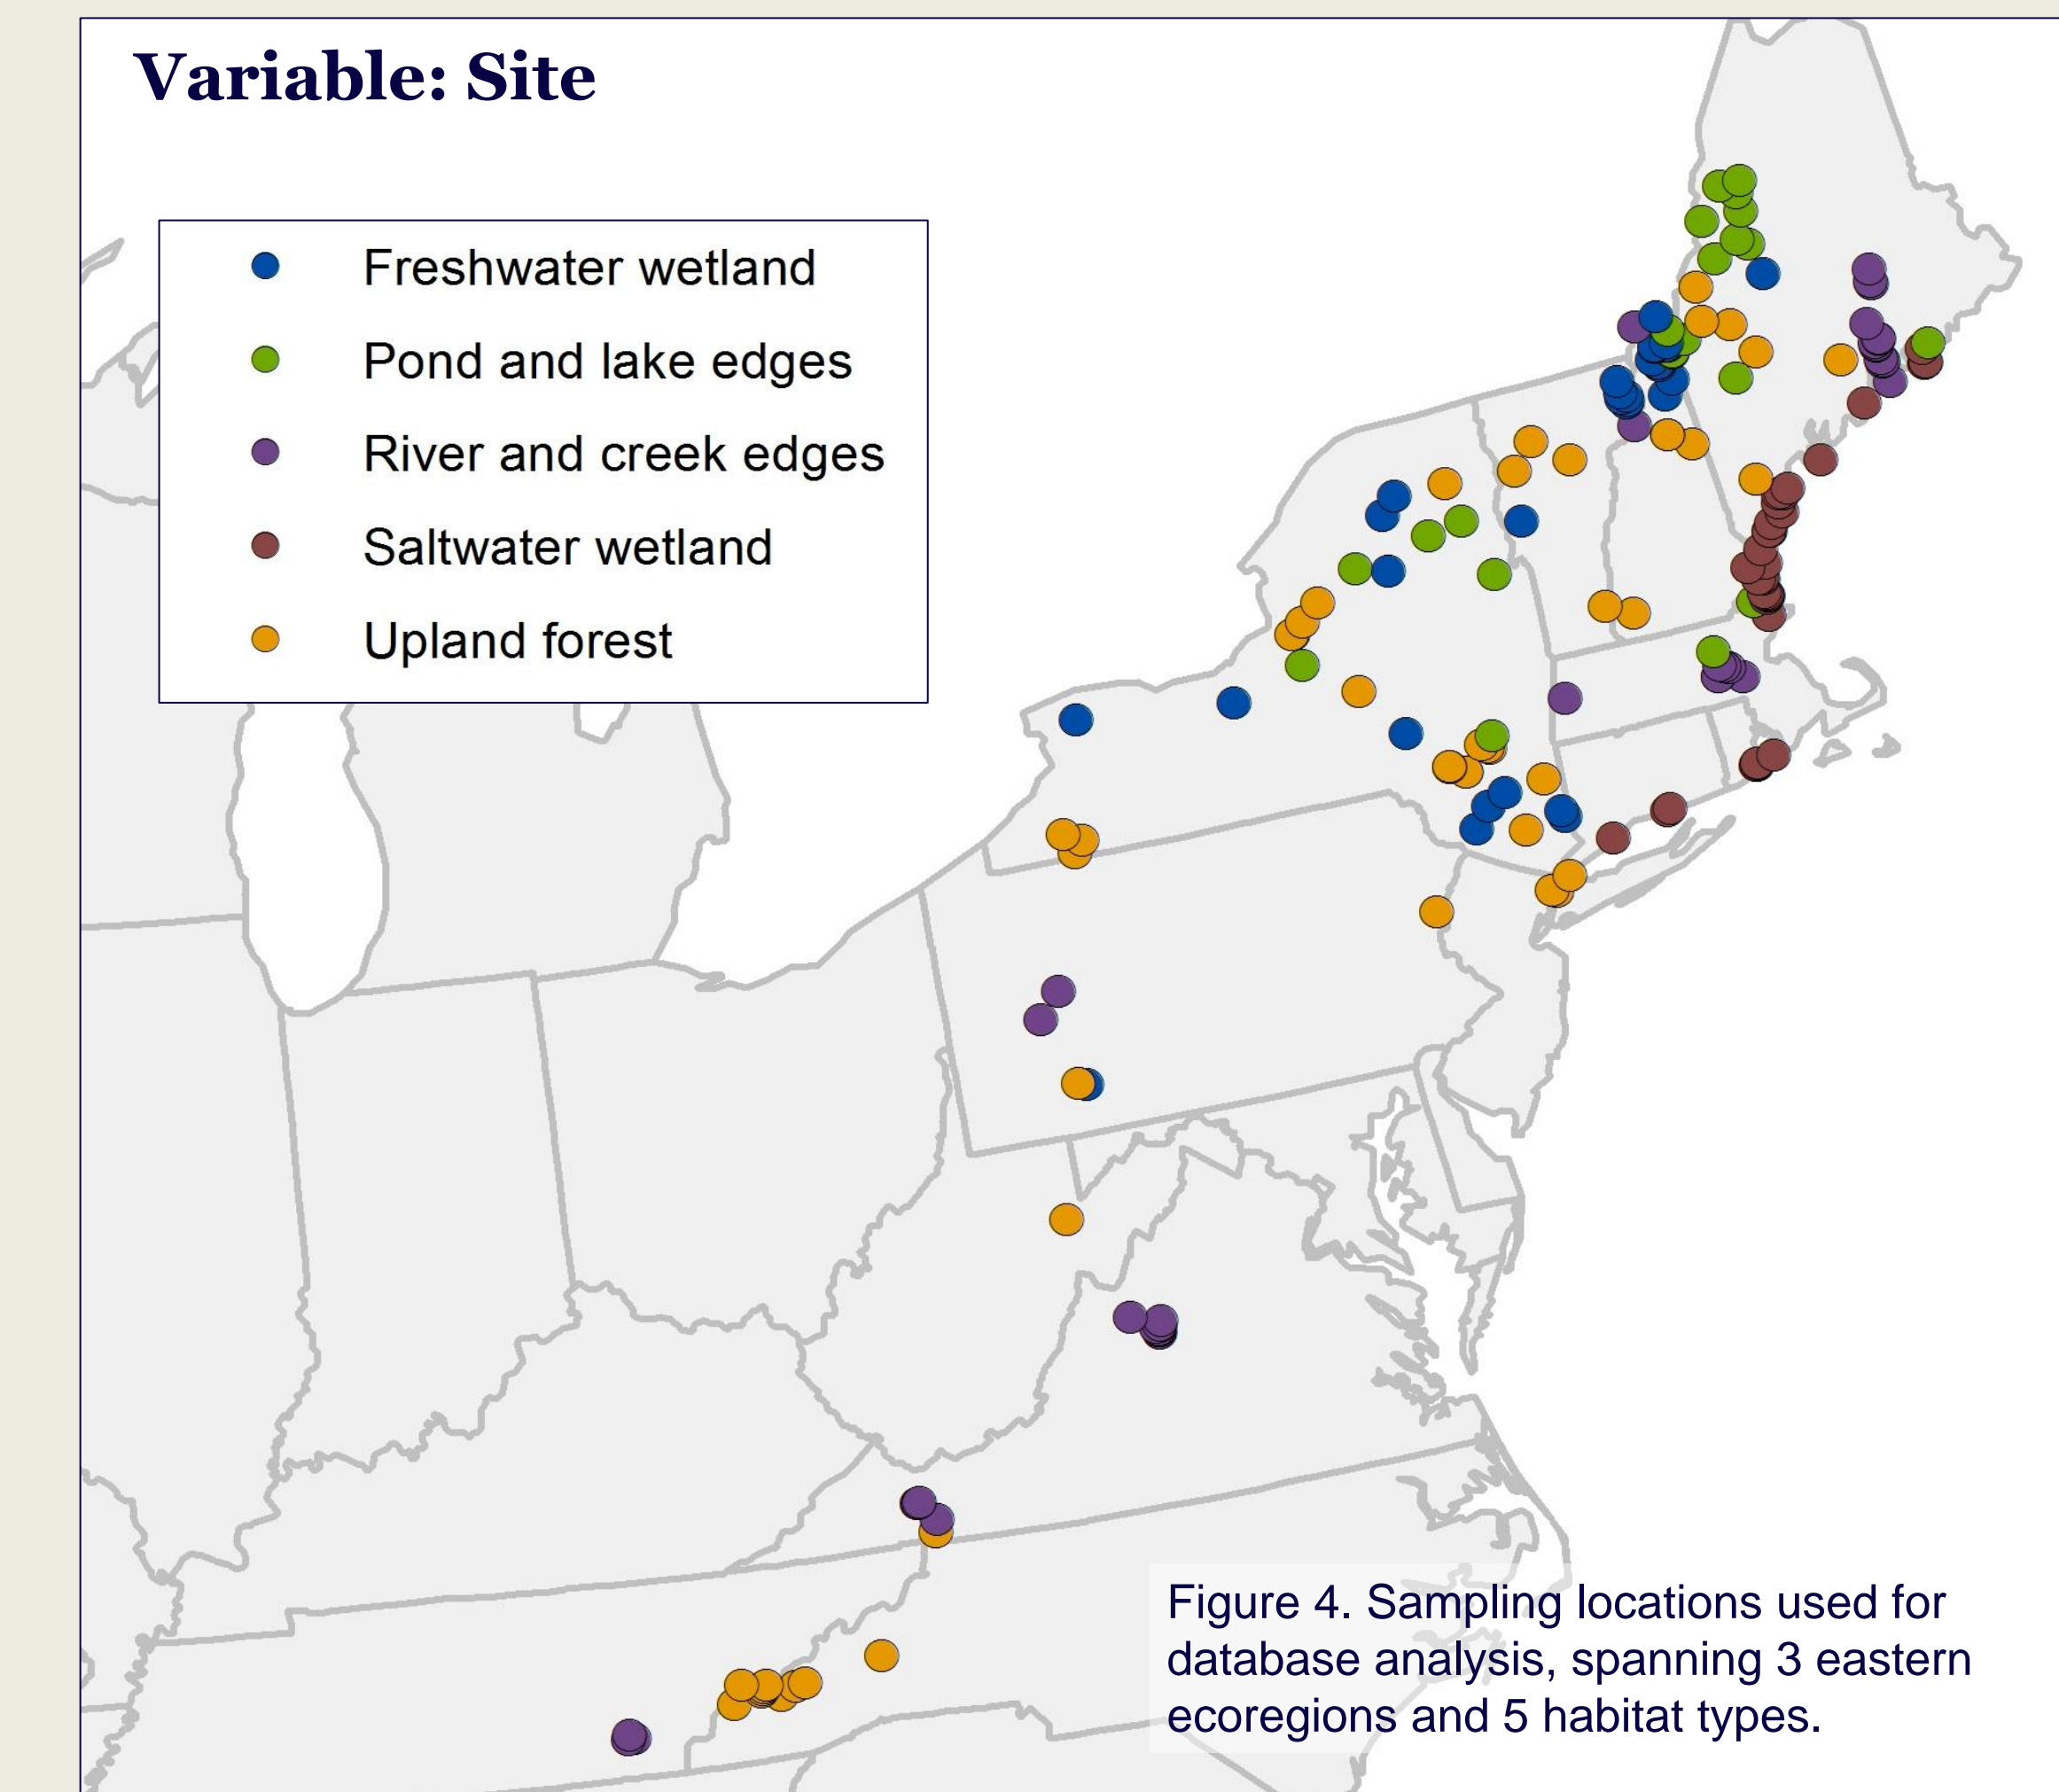 Variable: Site
Freshwater wetland
Pond and lake edges
River and creek edges
Saltwater wetland
Upland forest
Figure 4. Sampling locations used for
database analysis, spanning 3 eastern
ecoregions and 5 habitat types.